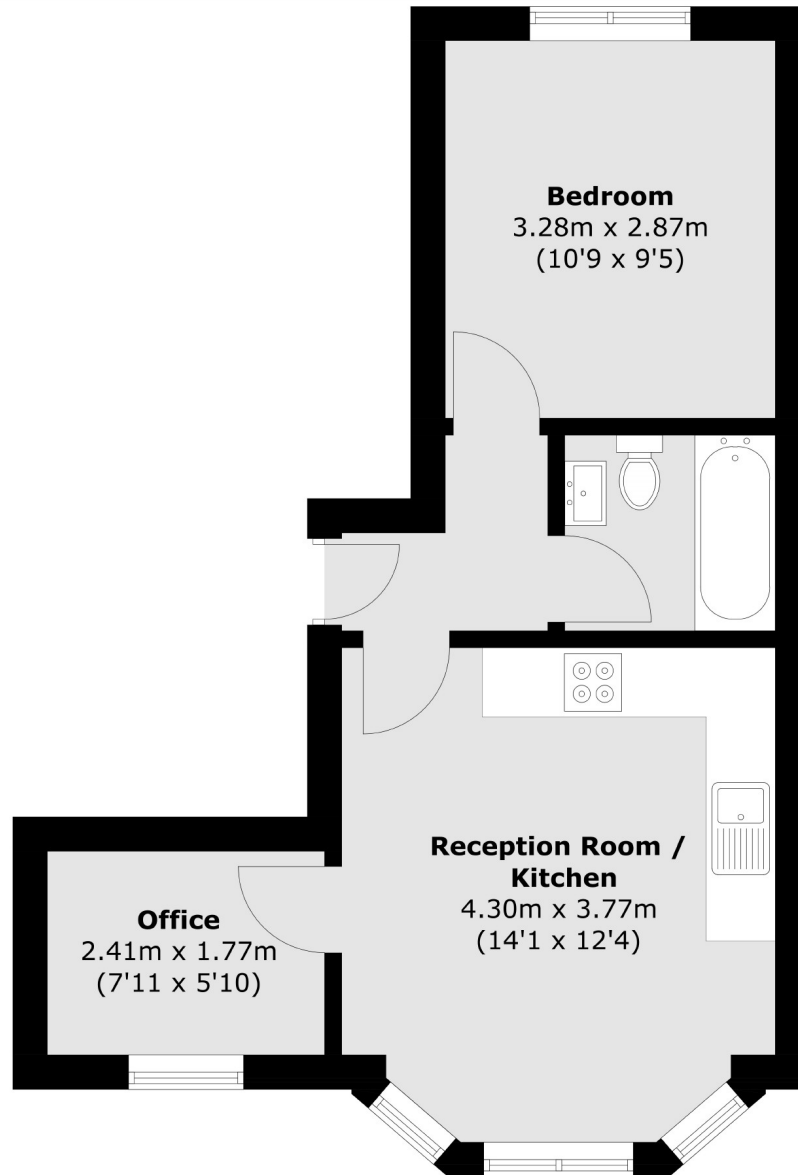 Bedroom
3.28m x 2.87m
(10'9 x 9'5)
Reception Room /
Kitchen
4.30m x 3.77m
(14'1 x 12'4)
Office
2.41m x 1.77m
(7'11 x 5'10)